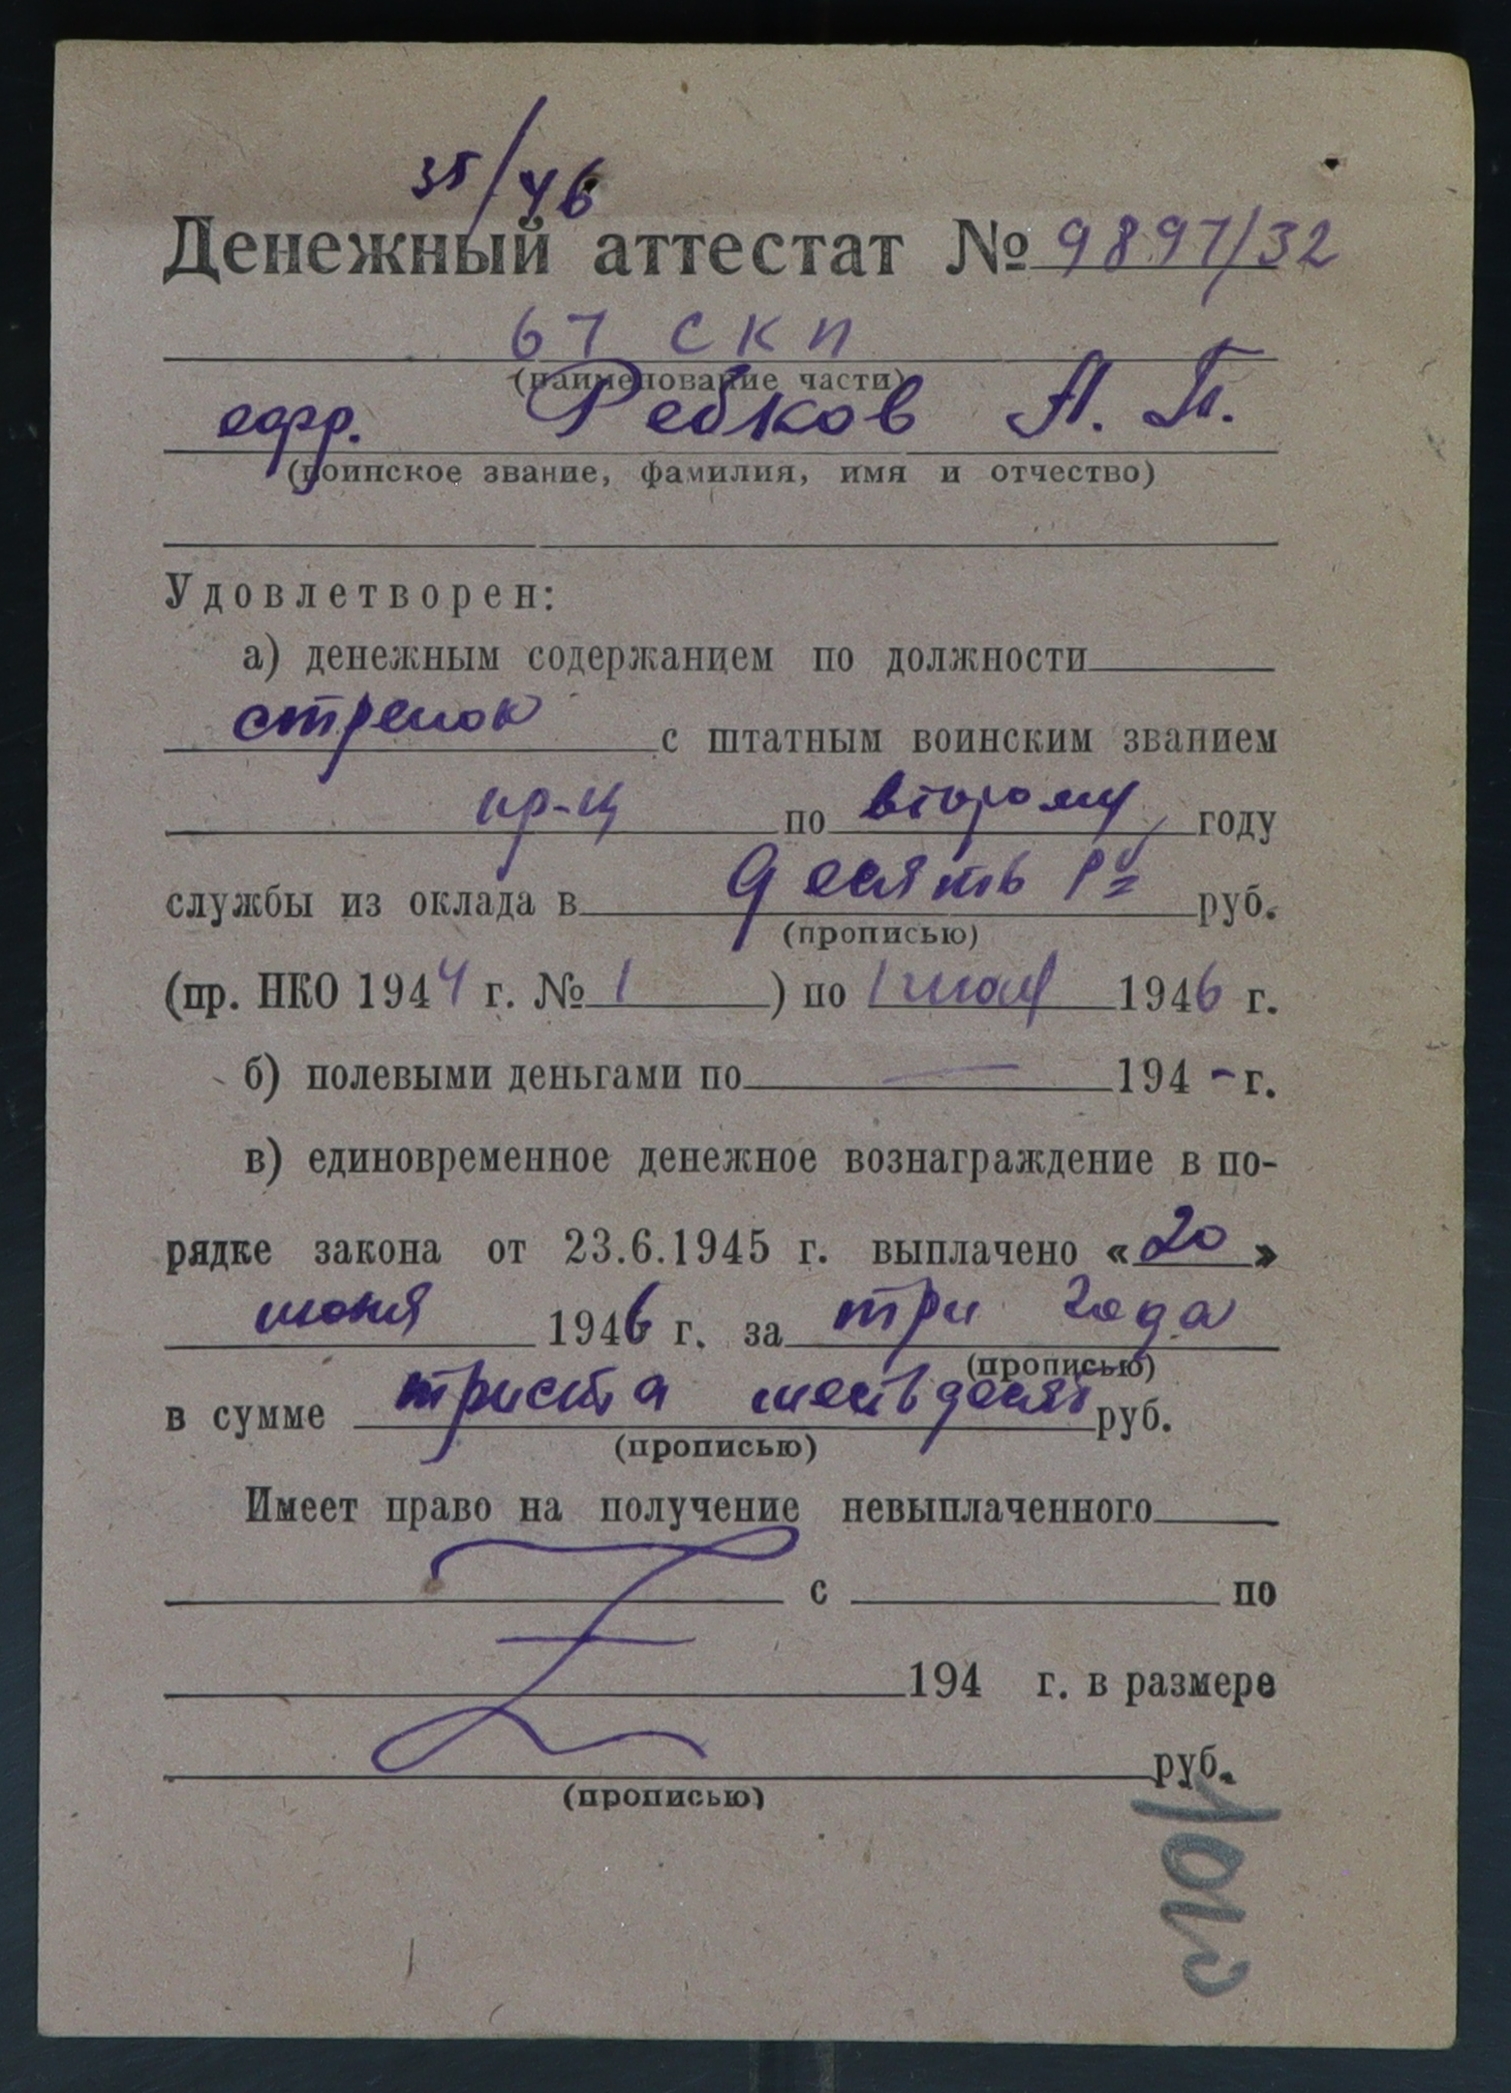 35/46
Денежный аттестат № 9897/32
67 СКП
(наименование части)
ефр. Ребков А. П.
(воинское звание, фамилия, имя и отчество)
Удовлетворен:
а) денежным содержанием по должности
стрелок с штатным воинским званием
кр-ц по второму году
службы из оклада в десять руб.
(прописью)
(пр. НКО 1944 г. № 1 ) по 1 июля 1946 г.
б) полевыми деньгами по — 194 - г.
в) единовременное денежное вознаграждение в по-
рядке закона от 23.6.1945 г. выплачено «20»
июня 1946 г. за три года
(прописью)
в сумме триста шестьдесят руб.
(прописью)
Имеет право на получение невыплаченного
с по
194 г. в размере
руб.
(прописью)